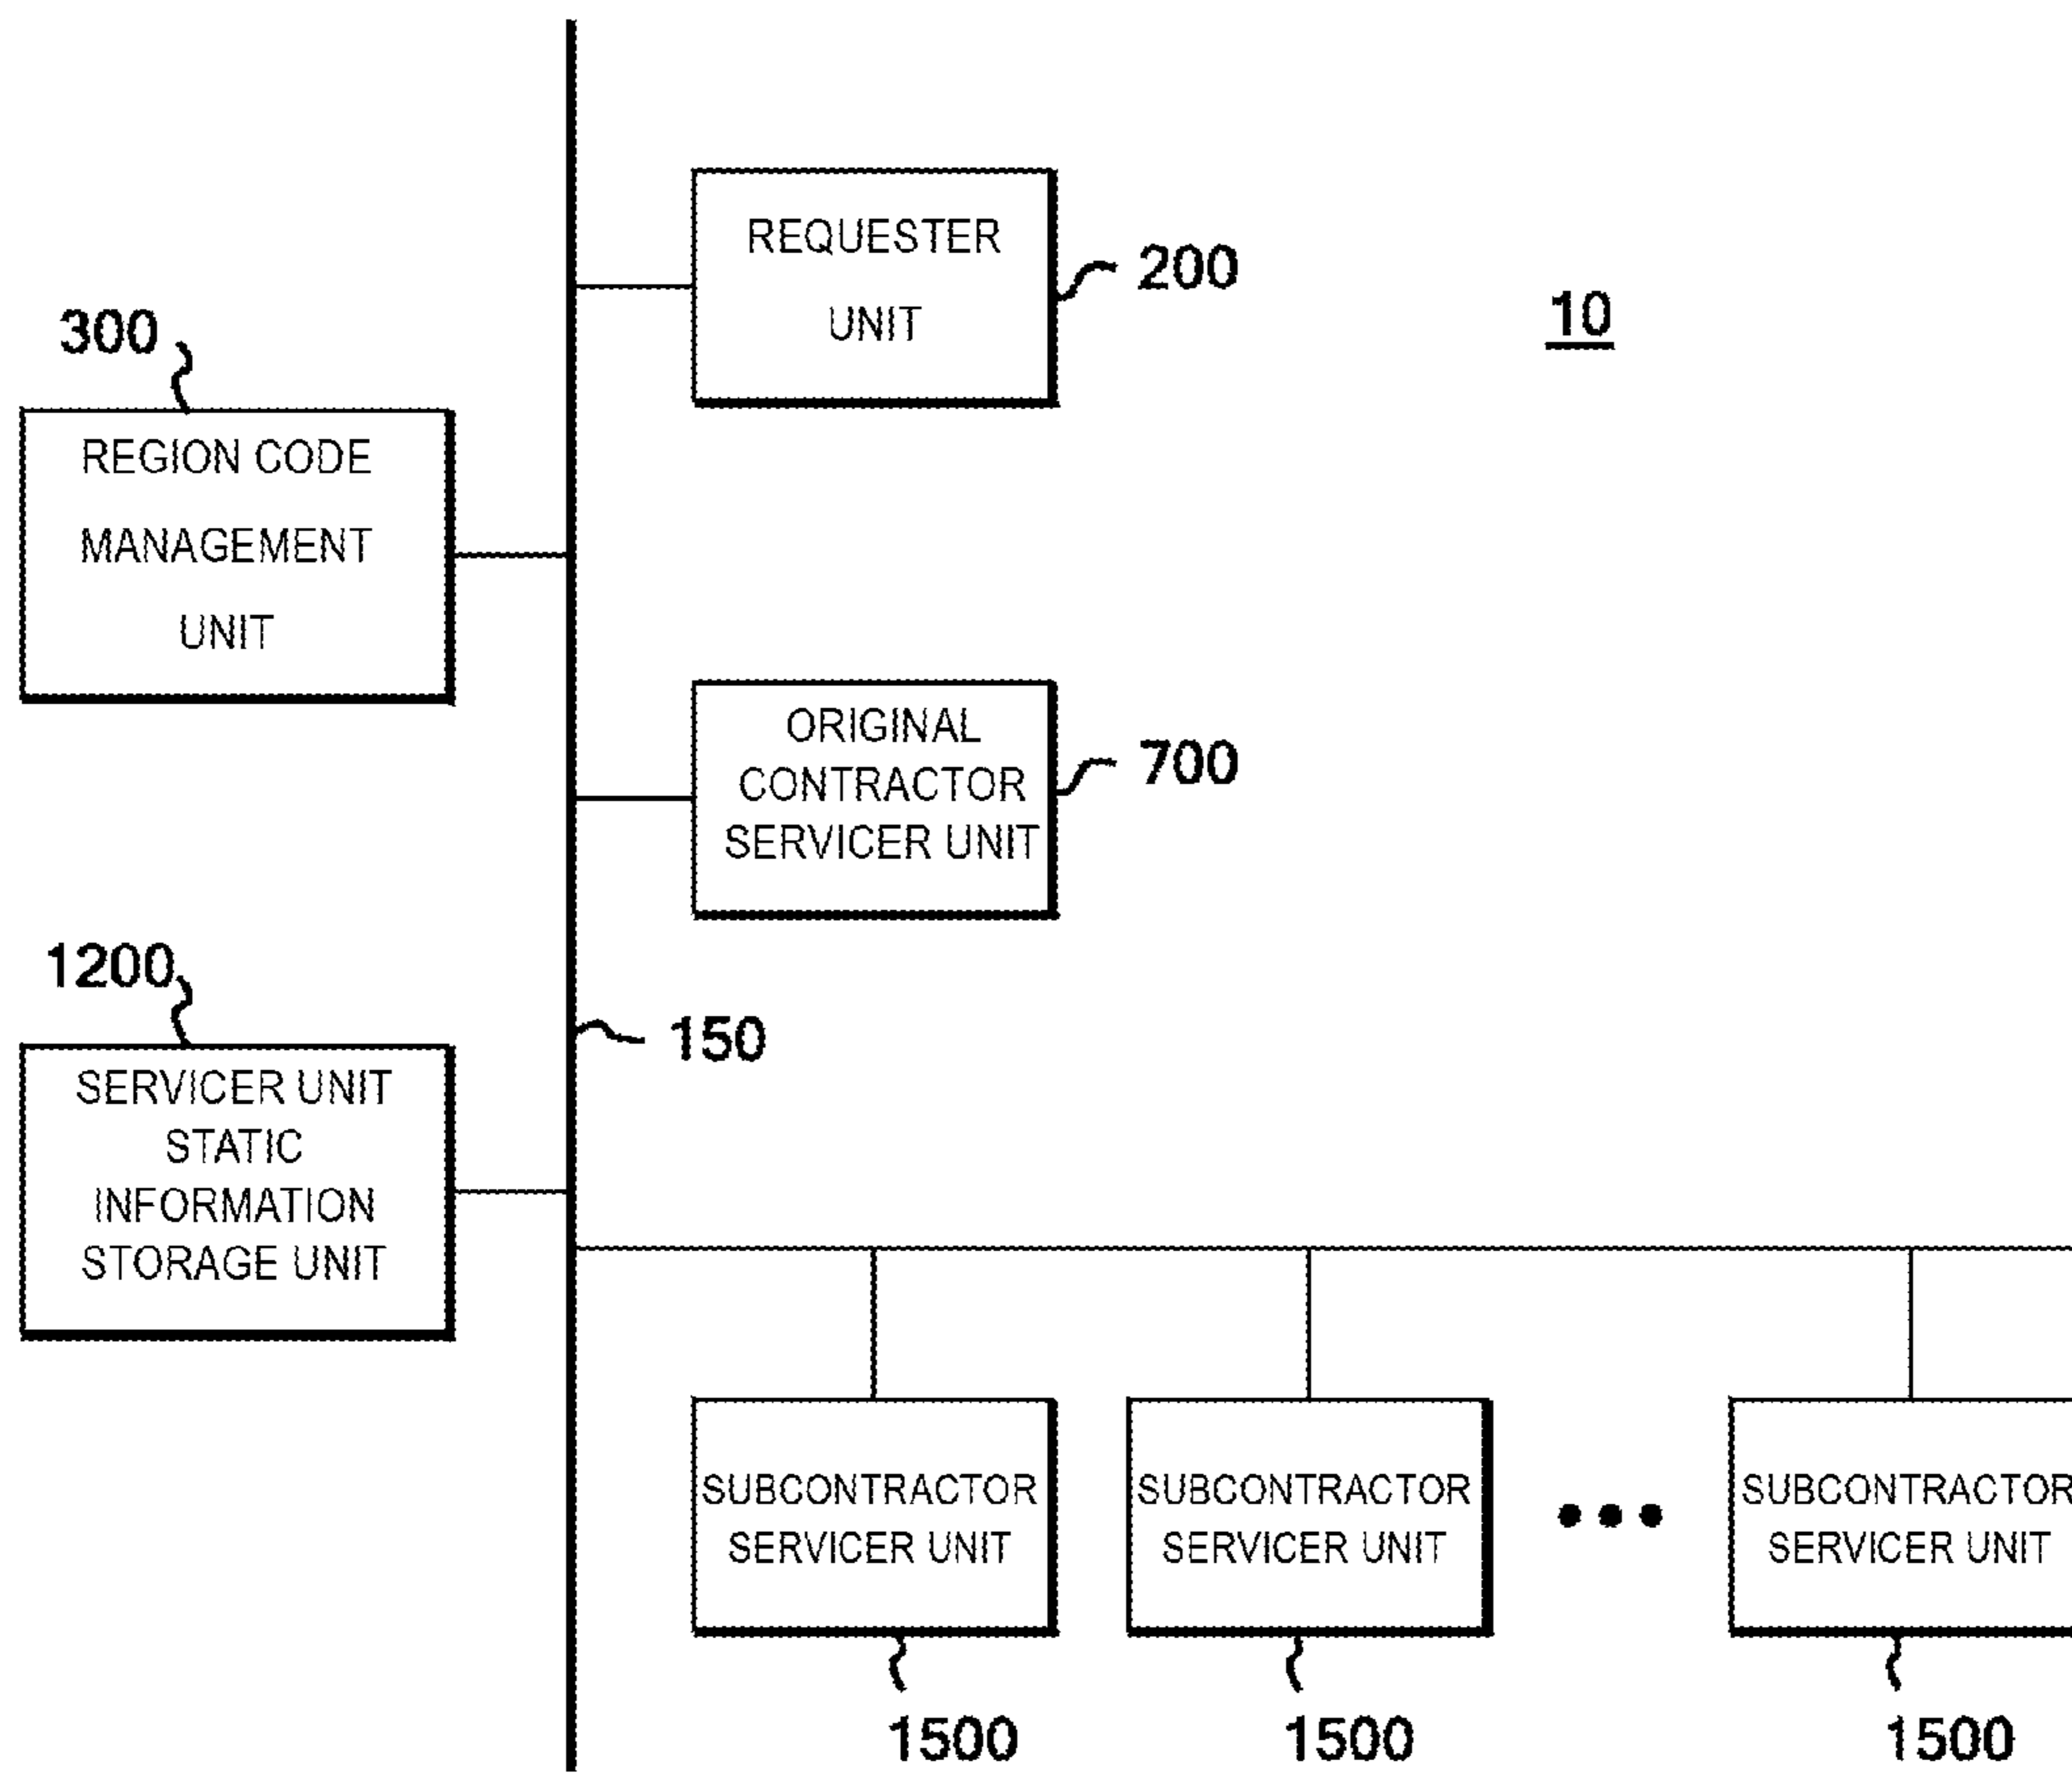 REQUESTER
UNIT
200
10
300
REGION CODE
MANAGEMENT
UNIT
ORIGINAL
CONTRACTOR
SERVICER UNIT
700
1200
150
SERVICER UNIT
STATIC
INFORMATION
STORAGE UNIT
SUBCONTRACTOR
SERVICER UNIT
SUBCONTRACTOR
SERVICER UNIT
SUBCONTRACTOR
SERVICER UNIT
1500
1500
1500